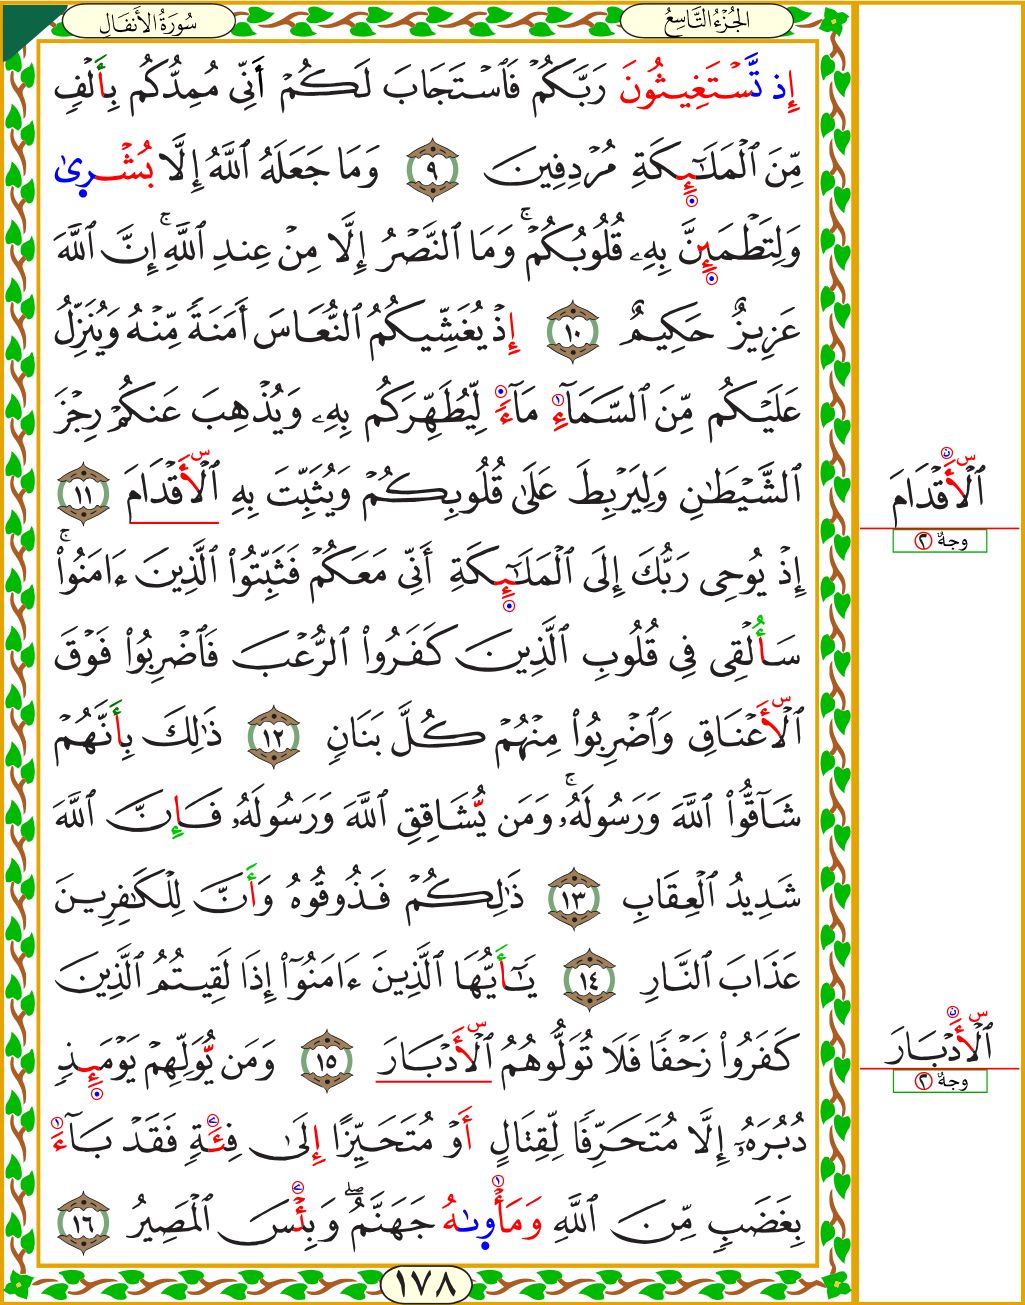 سُورَةُ الأَنفَالِ
الجُزْءُ التَّاسِعُ
إِذ تَّسْتَغِيثُونَ رَبَّكُمْ فَٱسْتَجَابَ لَكُمْ أَنِّى مُمِدُّكُم بِأَلْفٍ
مِّنَ ٱلْمَلَٰٓئِكَةِ مُرْدِفِينَ ٩ وَمَا جَعَلَهُ ٱللَّهُ إِلَّا بُشْرِىٰ
وَلِتَطْمَئِنَّ بِهِۦ قُلُوبُكُمْ ۚ وَمَا ٱلنَّصْرُ إِلَّا مِنْ عِندِ ٱللَّهِ ۚ إِنَّ ٱللَّهَ
عَزِيزٌ حَكِيمٌ ١٠ إِذْ يُغَشِّيكُمُ ٱلنُّعَاسَ أَمَنَةً مِّنْهُ وَيُنَزِّلُ
عَلَيْكُم مِّنَ ٱلسَّمَآءِ مَآءً لِّيُطَهِّرَكُم بِهِۦ وَيُذْهِبَ عَنكُمْ رِجْزَ
ٱلشَّيْطَٰنِ وَلِيَرْبِطَ عَلَىٰ قُلُوبِكُمْ وَيُثَبِّتَ بِهِ ٱلْأَقْدَامَ ١١
إِذْ يُوحِى رَبُّكَ إِلَى ٱلْمَلَٰٓئِكَةِ أَنِّى مَعَكُمْ فَثَبِّتُوا۟ ٱلَّذِينَ ءَامَنُوا۟ ۚ
سَأُلْقِى فِى قُلُوبِ ٱلَّذِينَ كَفَرُوا۟ ٱلرُّعْبَ فَٱضْرِبُوا۟ فَوْقَ
ٱلْأَعْنَاقِ وَٱضْرِبُوا۟ مِنْهُمْ كُلَّ بَنَانٍ ١٢ ذَٰلِكَ بِأَنَّهُمْ
شَآقُّوا۟ ٱللَّهَ وَرَسُولَهُۥ ۚ وَمَن يُّشَاقِقِ ٱللَّهَ وَرَسُولَهُۥ فَإِنَّ ٱللَّهَ
شَدِيدُ ٱلْعِقَابِ ١٣ ذَٰلِكُمْ فَذُوقُوهُ وَأَنَّ لِلْكَٰفِرِينَ
عَذَابَ ٱلنَّارِ ١٤ يَٰٓأَيُّهَا ٱلَّذِينَ ءَامَنُوٓا۟ إِذَا لَقِيتُمُ ٱلَّذِينَ
كَفَرُوا۟ زَحْفًا فَلَا تُوَلُّوهُمُ ٱلْأَدْبَارَ ١٥ وَمَن يُّوَلِّهِمْ يَوْمَئِذٍ
دُبُرَهُۥٓ إِلَّا مُتَحَرِّفًا لِّقِتَالٍ أَوْ مُتَحَيِّزًا إِلَىٰ فِئَةٍ فَقَدْ بَآءَ
بِغَضَبٍ مِّنَ ٱللَّهِ وَمَأْوِىٰهُ جَهَنَّمُ ۖ وَبِئْسَ ٱلْمَصِيرُ ١٦
١٧٨
ٱلْأَقْدَامَ
وجهٌ ٢
ٱلْأَدْبَارَ
وجهٌ ٢